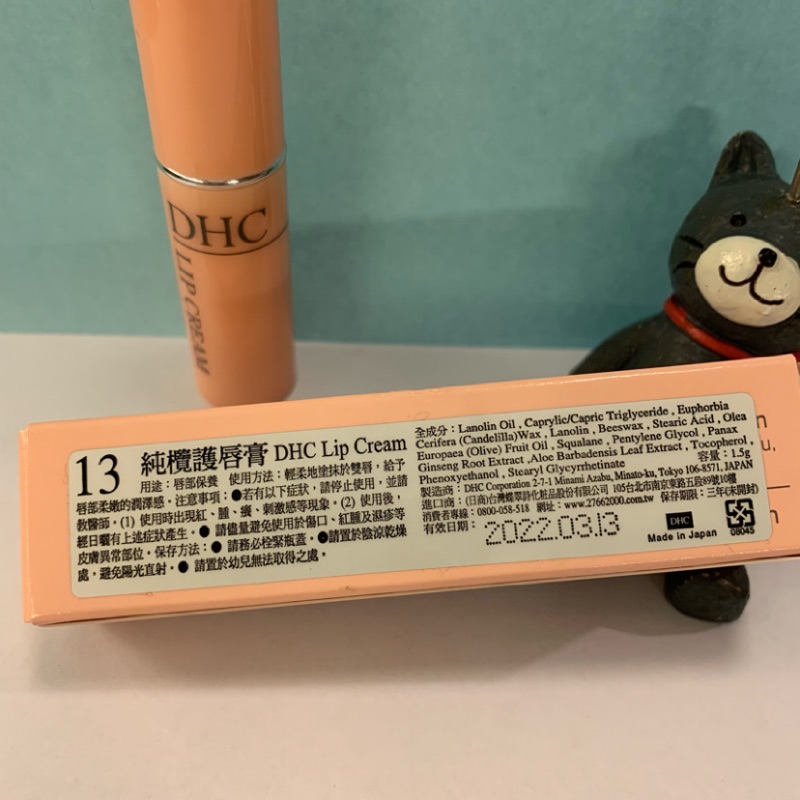 DHC
LIP CREAM
13 純欖護唇膏 DHC Lip Cream
用途：唇部保養 使用方法：輕柔地塗抹於雙唇，給予
唇部柔嫩的潤澤感。注意事項：●若有以下症狀，請停止使用，並請
教醫師。(1) 使用時出現紅、腫、癢、刺激感等現象。(2) 使用後，
經日曬有上述症狀產生。● 請儘量避免使用於傷口、紅腫及濕疹等
皮膚異常部位。保存方法：● 請務必栓緊瓶蓋。●請置於陰涼乾燥
處，避免陽光直射。● 請置於幼兒無法取得之處。
全成分：Lanolin Oil , Caprylic/Capric Triglyceride , Euphorbia
Cerifera (Candelilla)Wax , Lanolin , Beeswax , Stearic Acid , Olea
Europaea (Olive) Fruit Oil , Squalane , Pentylene Glycol , Panax
Ginseng Root Extract ,Aloe Barbadensis Leaf Extract , Tocopherol ,
Phenoxyethanol , Stearyl Glycyrrhetinate 容量：1.5g
製造商：DHC Corporation 2-7-1 Minami Azabu, Minato-ku, Tokyo 106-8571, JAPAN
進口商：(日商)台灣蝶翠詩化粧品股份有限公司 105台北市南京東路五段89號10樓
消費者專線：0800-058-518 網址：www.27662000.com.tw 保存期限：三年(未開封)
有效日期： 2022.03.13
DHC
Made in Japan
08045